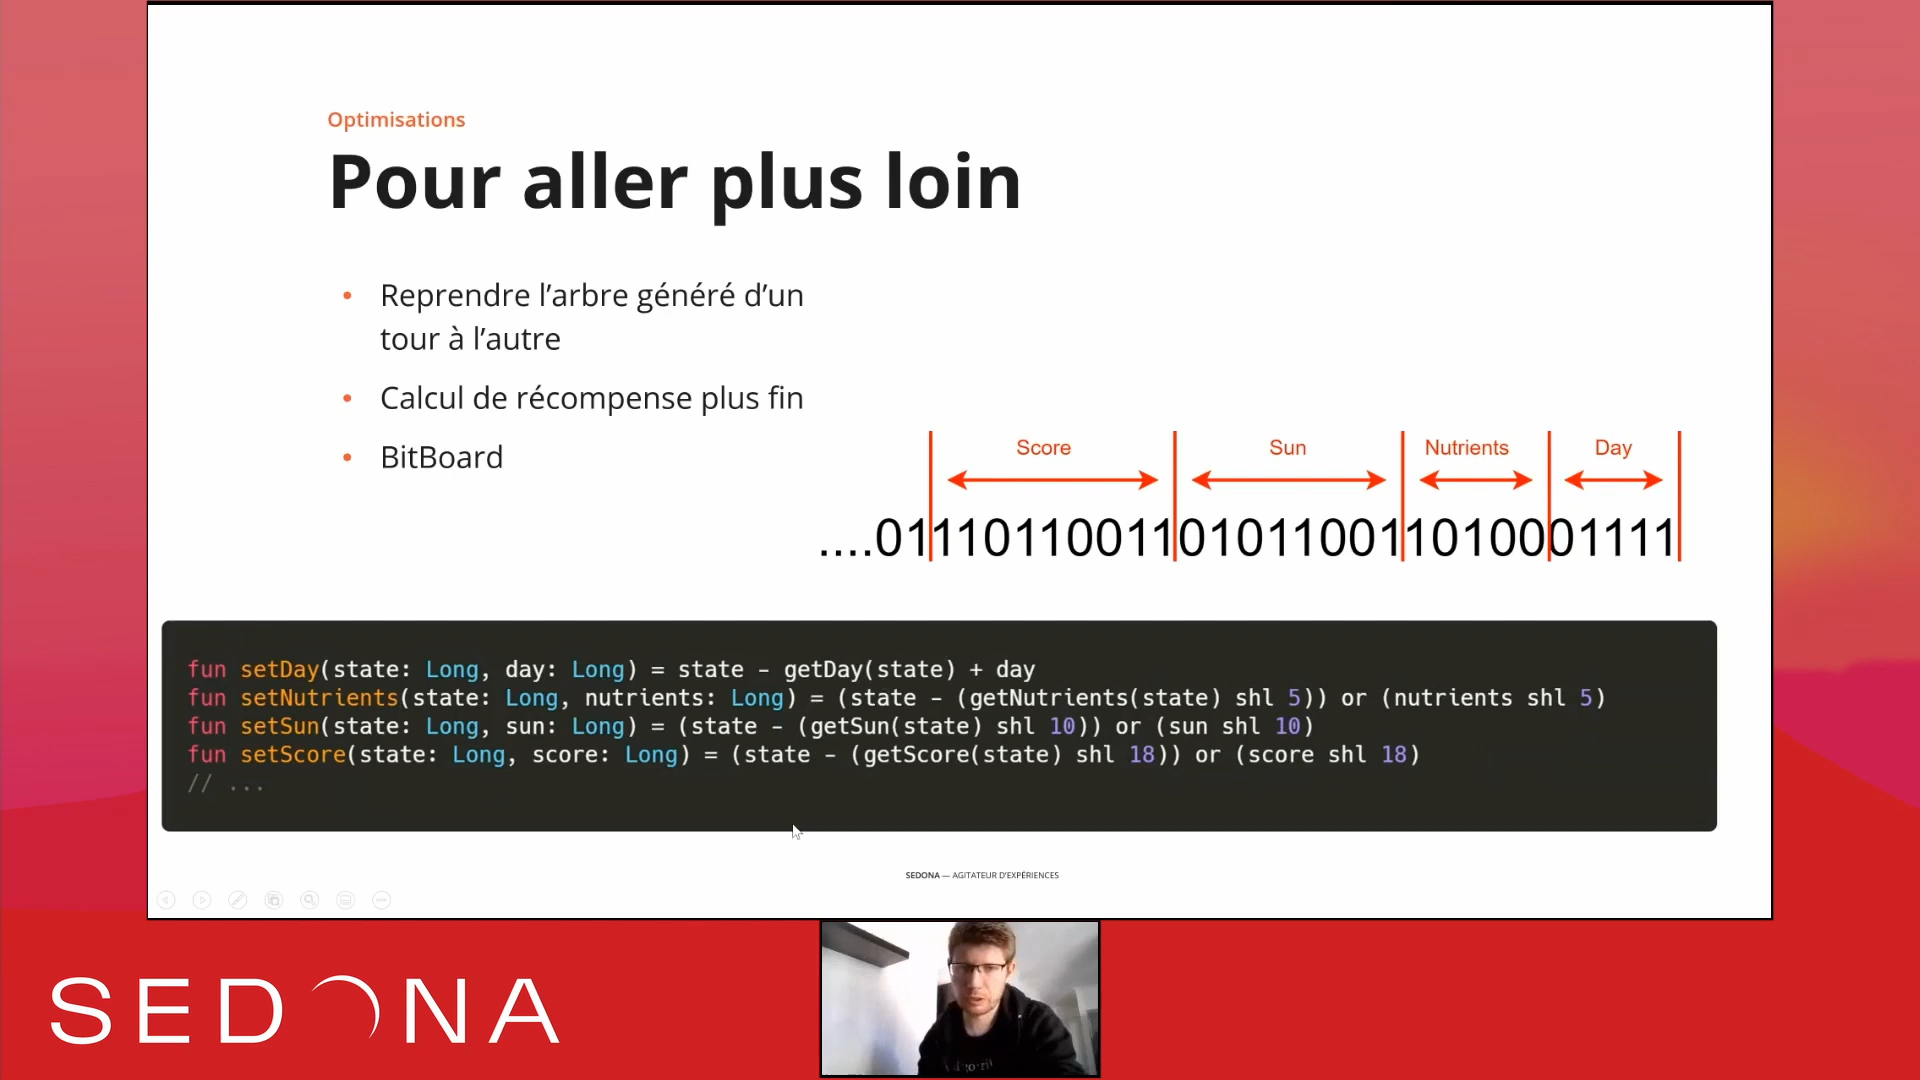 Optimisations
Pour aller plus loin
• Reprendre l’arbre généré d’un
tour à l’autre
• Calcul de récompense plus fin
• BitBoard
Score Sun Nutrients Day
....01110110011010110011010001111
fun setDay(state: Long, day: Long) = state - getDay(state) + day
fun setNutrients(state: Long, nutrients: Long) = (state - (getNutrients(state) shl 5)) or (nutrients shl 5)
fun setSun(state: Long, sun: Long) = (state - (getSun(state) shl 10)) or (sun shl 10)
fun setScore(state: Long, score: Long) = (state - (getScore(state) shl 18)) or (score shl 18)
// ...
SEDONA — AGITATEUR D’EXPÉRIENCES
SEDONA